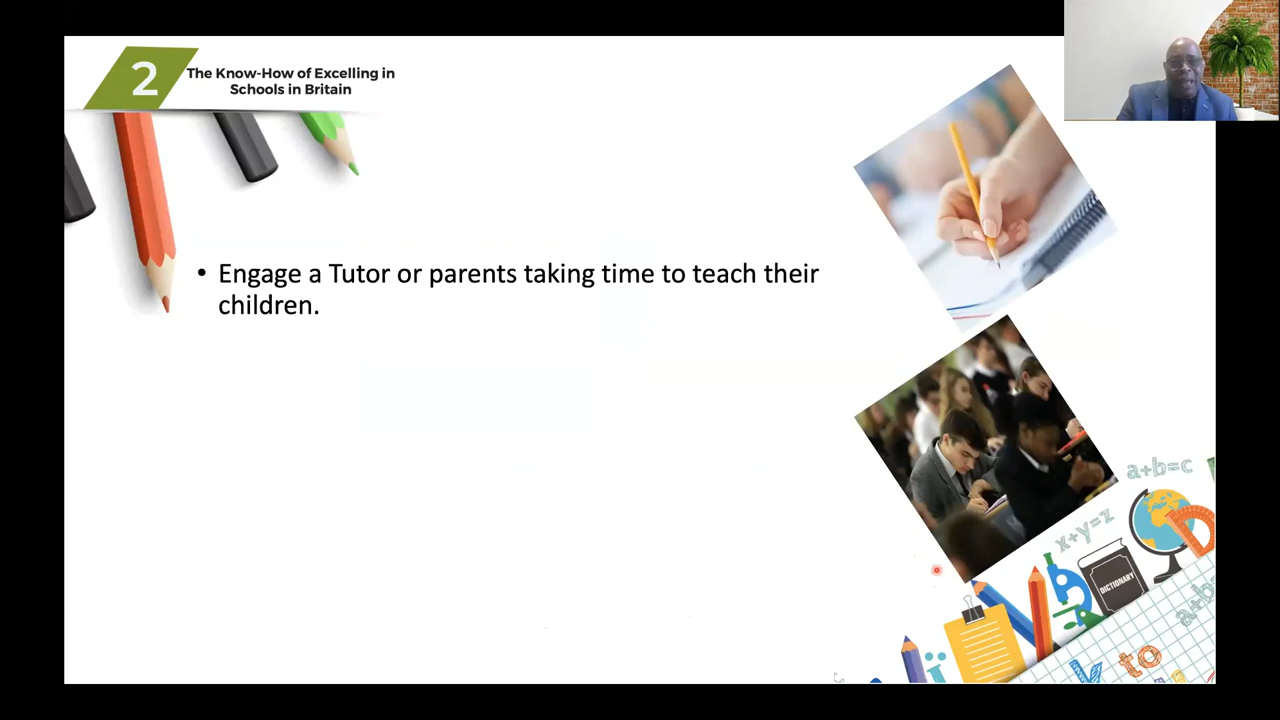 2
The Know-How of Excelling in
Schools in Britain
• Engage a Tutor or parents taking time to teach their
children.
a+b=c
x+y=z
DICTIONARY
a+b
to